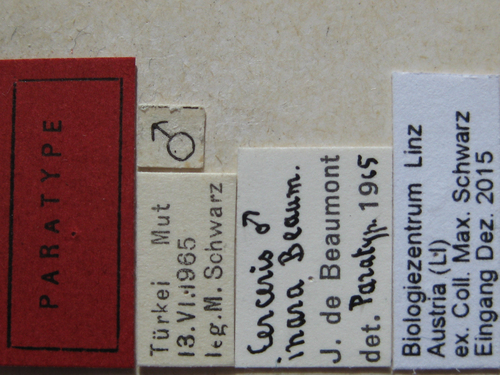 PARATYPE
♂
Türkei Mut
13.VI.1965
leg.M. Schwarz
Cerceris ♂
inara Beaum.
J. de Beaumont
det. Paratyp. 1965
Biologiezentrum Linz
Austria (LI)
ex. Coll. Max. Schwarz
Eingang Dez. 2015